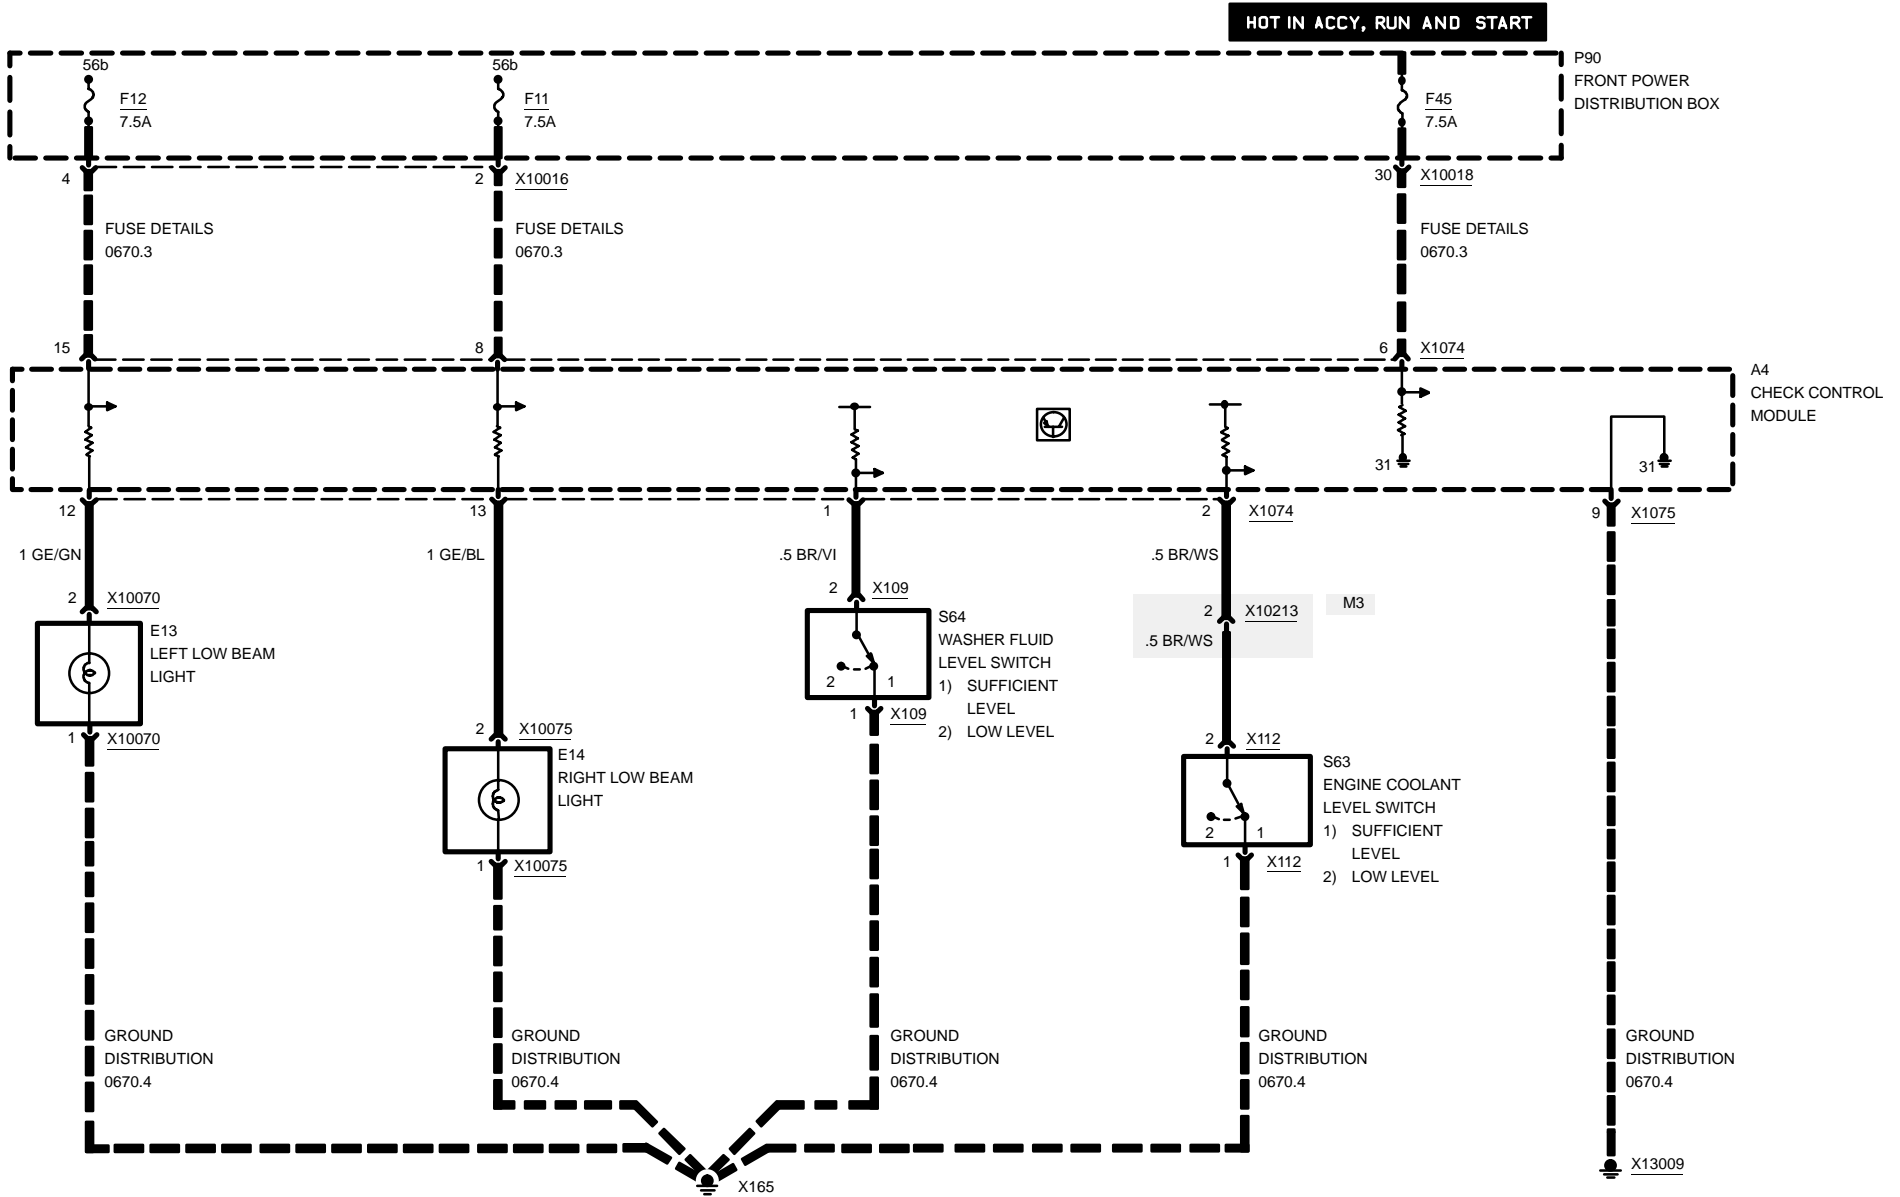 HOT IN ACCY, RUN AND START
P90
FRONT POWER
DISTRIBUTION BOX
56b
F12
7.5A
56b
F11
7.5A
F45
7.5A
4
2
X10016
30
X10018
FUSE DETAILS
0670.3
FUSE DETAILS
0670.3
FUSE DETAILS
0670.3
15
8
6
X1074
A4
CHECK CONTROL
MODULE
31
31
12
13
1
2
X1074
9
X1075
1 GE/GN
1 GE/BL
.5 BR/VI
.5 BR/WS
2
X10070
E13
LEFT LOW BEAM
LIGHT
1
X10070
2
X10075
E14
RIGHT LOW BEAM
LIGHT
1
X10075
2
X109
S64
WASHER FLUID
LEVEL SWITCH
1) SUFFICIENT
LEVEL
2) LOW LEVEL
2
1
1
X109
2
X10213
M3
.5 BR/WS
2
X112
S63
ENGINE COOLANT
LEVEL SWITCH
1) SUFFICIENT
LEVEL
2) LOW LEVEL
2
1
1
X112
GROUND
DISTRIBUTION
0670.4
GROUND
DISTRIBUTION
0670.4
GROUND
DISTRIBUTION
0670.4
GROUND
DISTRIBUTION
0670.4
GROUND
DISTRIBUTION
0670.4
X165
X13009